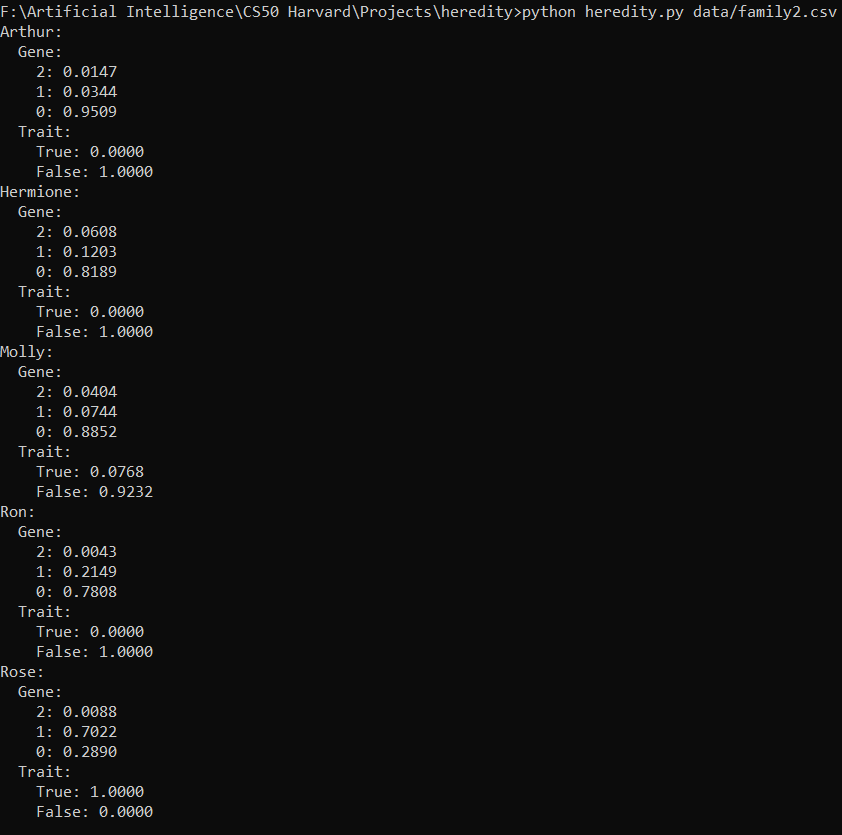 F:\Artificial Intelligence\CS50 Harvard\Projects\heredity>python heredity.py data/family2.csv
Arthur:
  Gene:
    2: 0.0147
    1: 0.0344
    0: 0.9509
  Trait:
    True: 0.0000
    False: 1.0000
Hermione:
  Gene:
    2: 0.0608
    1: 0.1203
    0: 0.8189
  Trait:
    True: 0.0000
    False: 1.0000
Molly:
  Gene:
    2: 0.0404
    1: 0.0744
    0: 0.8852
  Trait:
    True: 0.0768
    False: 0.9232
Ron:
  Gene:
    2: 0.0043
    1: 0.2149
    0: 0.7808
  Trait:
    True: 0.0000
    False: 1.0000
Rose:
  Gene:
    2: 0.0088
    1: 0.7022
    0: 0.2890
  Trait:
    True: 1.0000
    False: 0.0000